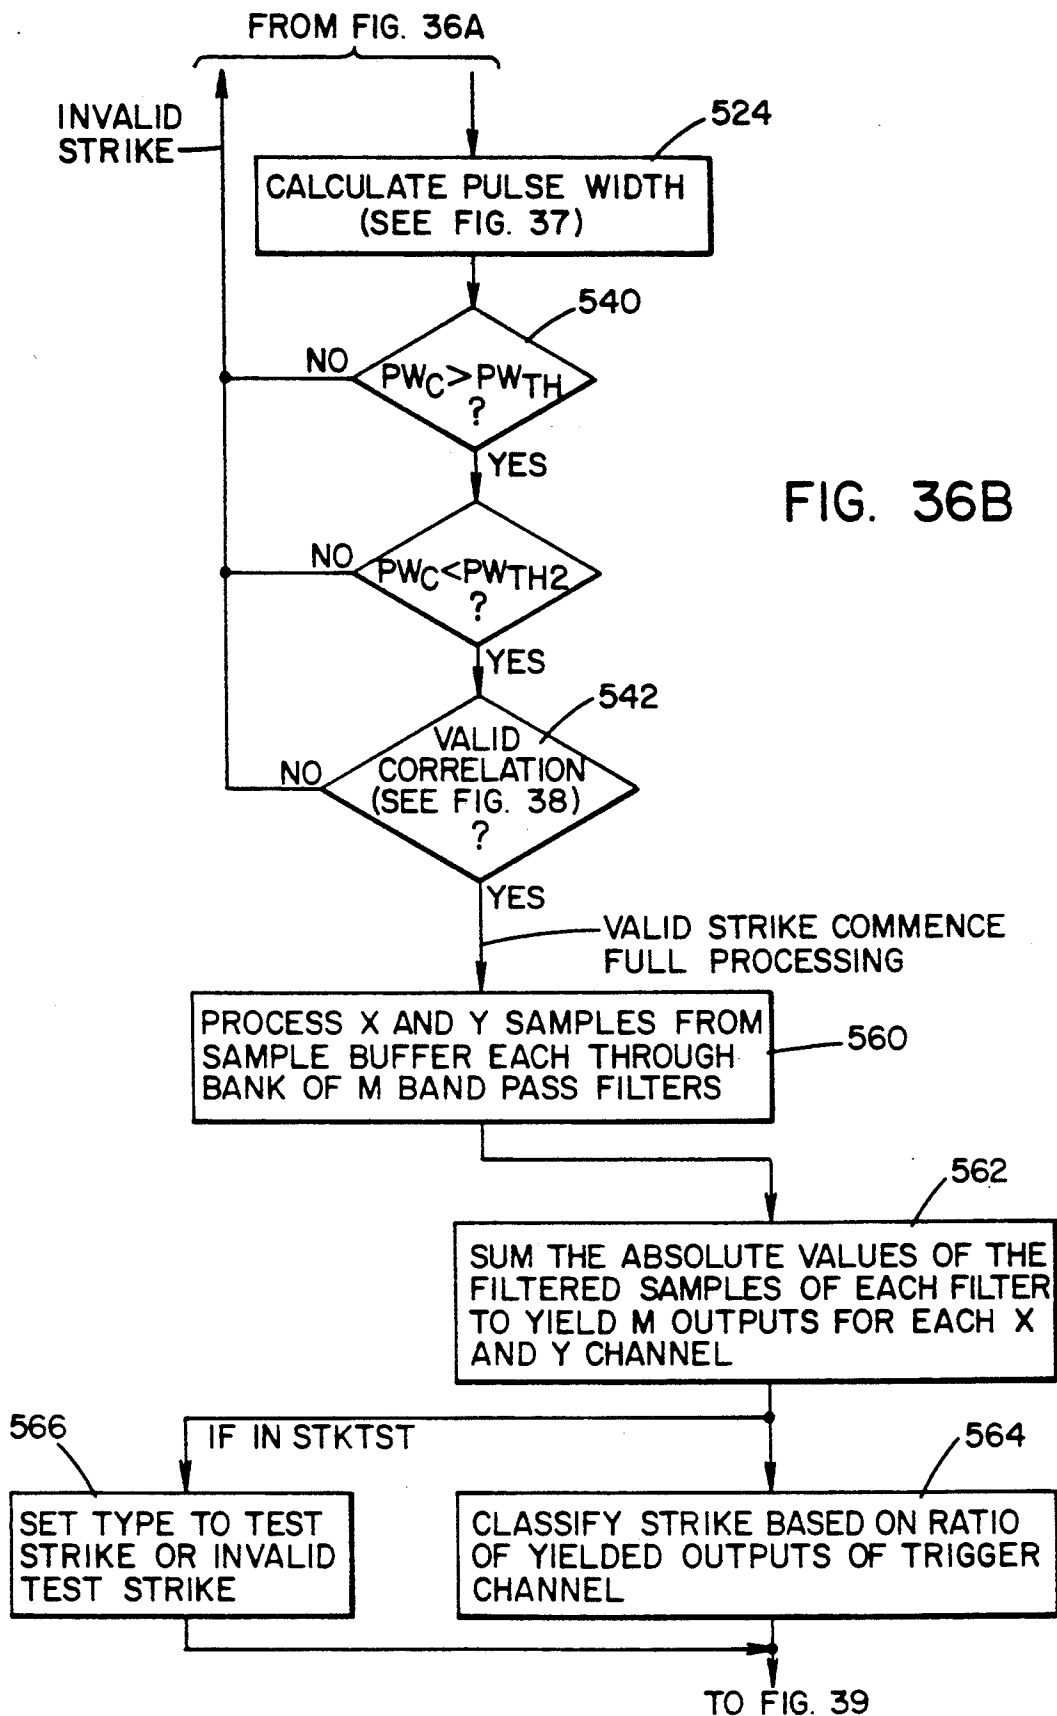 FROM FIG. 36A
INVALID
STRIKE
524
CALCULATE PULSE WIDTH
(SEE FIG. 37)
540
NO
PWC>PWTH
?
YES
FIG. 36B
NO
PWC<PWTH2
?
YES
542
VALID
CORRELATION
(SEE FIG. 38)
?
NO
YES
VALID STRIKE COMMENCE
FULL PROCESSING
PROCESS X AND Y SAMPLES FROM
SAMPLE BUFFER EACH THROUGH
BANK OF M BAND PASS FILTERS
560
562
SUM THE ABSOLUTE VALUES OF THE
FILTERED SAMPLES OF EACH FILTER
TO YIELD M OUTPUTS FOR EACH X
AND Y CHANNEL
566
IF IN STKTST
564
SET TYPE TO TEST
STRIKE OR INVALID
TEST STRIKE
CLASSIFY STRIKE BASED ON RATIO
OF YIELDED OUTPUTS OF TRIGGER
CHANNEL
TO FIG. 39